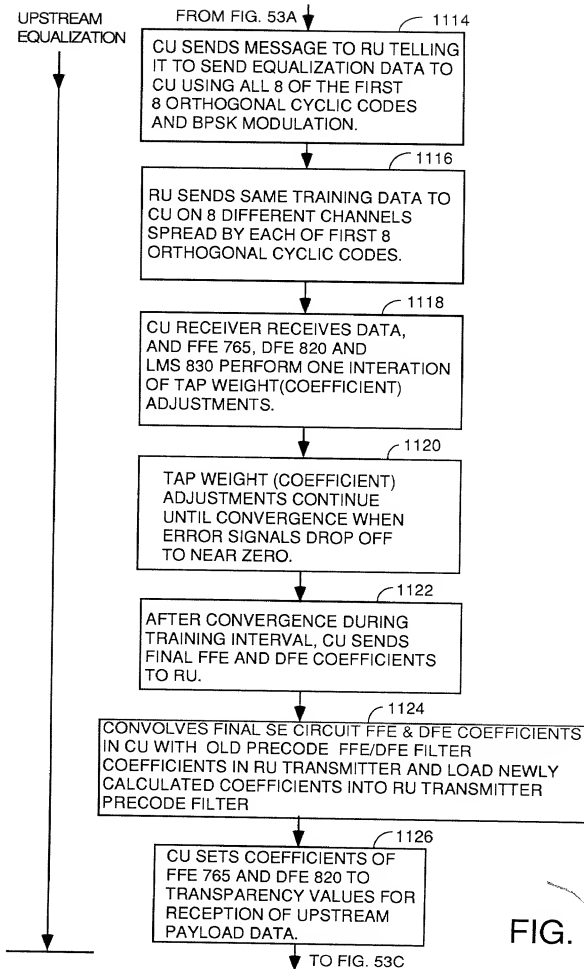 UPSTREAM
EQUALIZATION
FROM FIG. 53A
1114
CU SENDS MESSAGE TO RU TELLING
IT TO SEND EQUALIZATION DATA TO
CU USING ALL 8 OF THE FIRST
8 ORTHOGONAL CYCLIC CODES
AND BPSK MODULATION.
1116
RU SENDS SAME TRAINING DATA TO
CU ON 8 DIFFERENT CHANNELS
SPREAD BY EACH OF FIRST 8
ORTHOGONAL CYCLIC CODES.
1118
CU RECEIVER RECEIVES DATA,
AND FFE 765, DFE 820 AND
LMS 830 PERFORM ONE INTERATION
OF TAP WEIGHT(COEFFICIENT)
ADJUSTMENTS.
1120
TAP WEIGHT (COEFFICIENT)
ADJUSTMENTS CONTINUE
UNTIL CONVERGENCE WHEN
ERROR SIGNALS DROP OFF
TO NEAR ZERO.
1122
AFTER CONVERGENCE DURING
TRAINING INTERVAL, CU SENDS
FINAL FFE AND DFE COEFFICIENTS
TO RU.
1124
CONVOLVES FINAL SE CIRCUIT FFE & DFE COEFFICIENTS
IN CU WITH OLD PRECODE FFE/DFE FILTER
COEFFICIENTS IN RU TRANSMITTER AND LOAD NEWLY
CALCULATED COEFFICIENTS INTO RU TRANSMITTER
PRECODE FILTER
1126
CU SETS COEFFICIENTS OF
FFE 765 AND DFE 820 TO
TRANSPARENCY VALUES FOR
RECEPTION OF UPSTREAM
PAYLOAD DATA.
FIG.
TO FIG. 53C